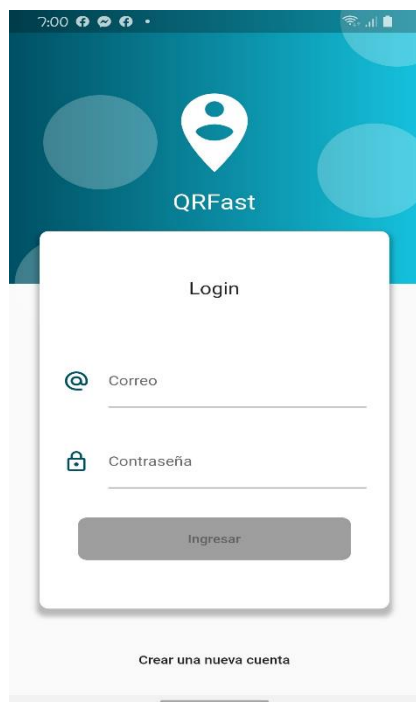 7:00
QRFast
Login
Correo
Contraseña
Ingresar
Crear una nueva cuenta